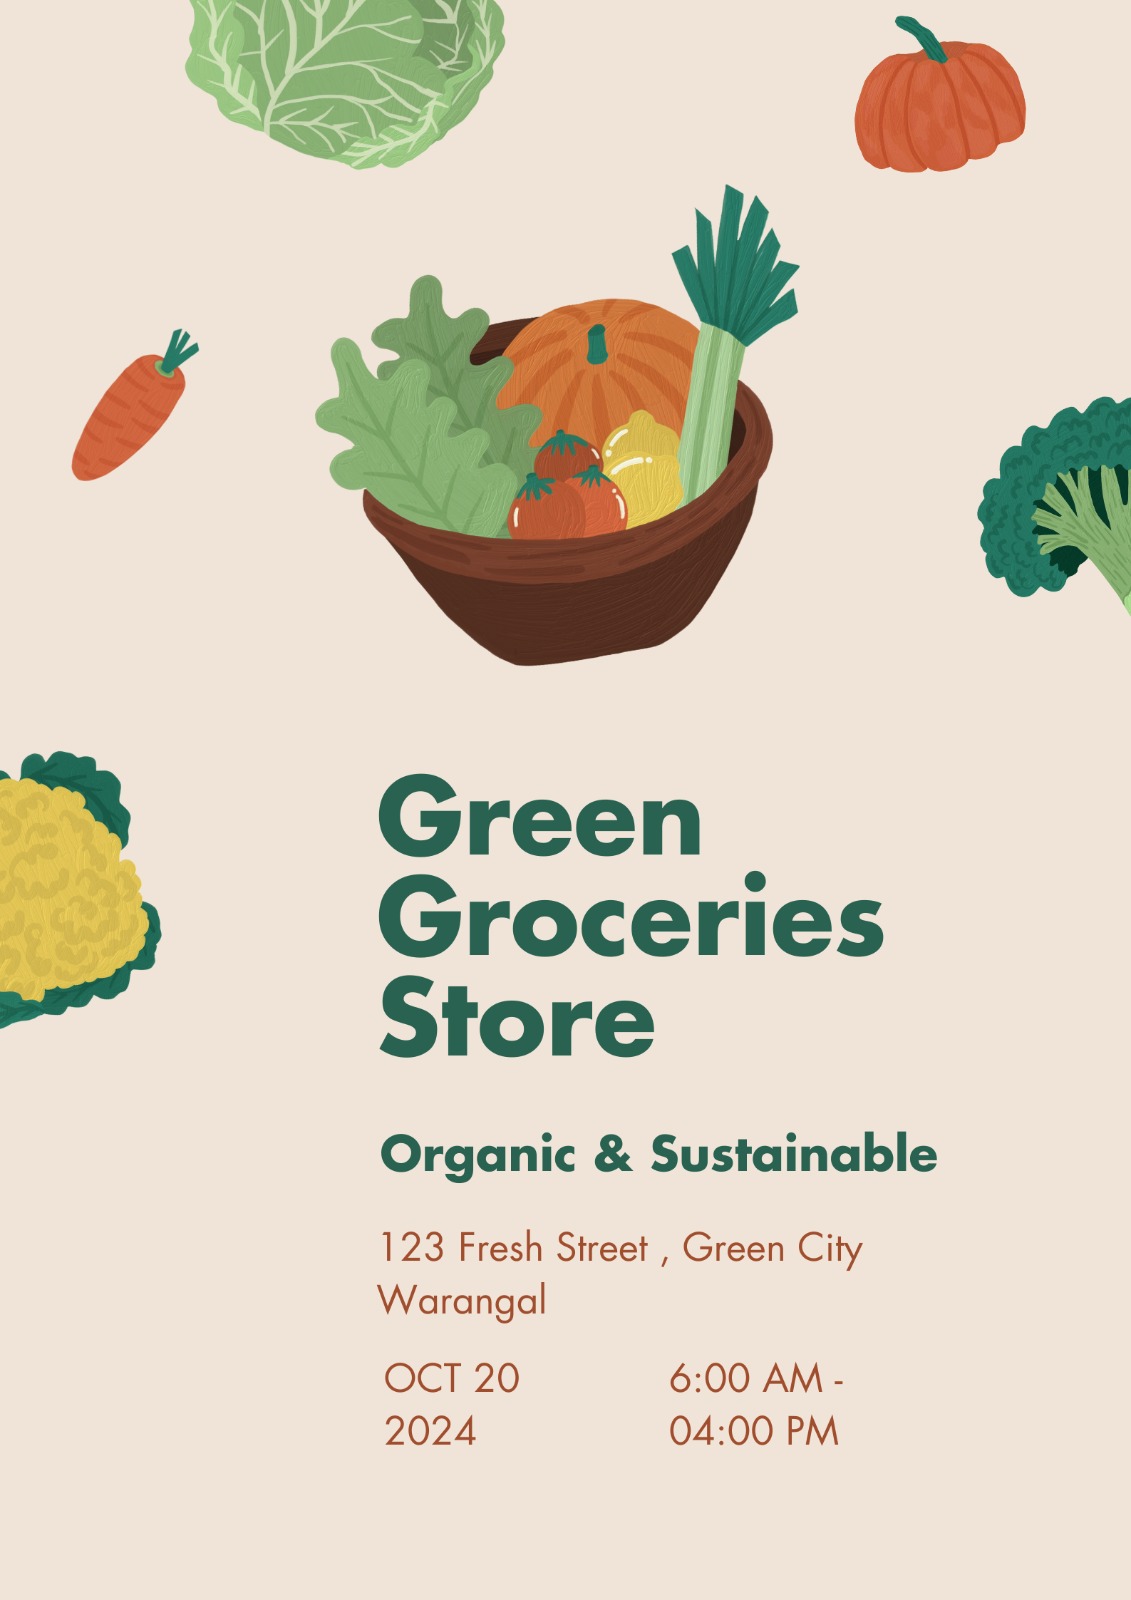 Green
Groceries
Store
Organic & Sustainable
123 Fresh Street , Green City
Warangal
OCT 20
2024
6:00 AM -
04:00 PM